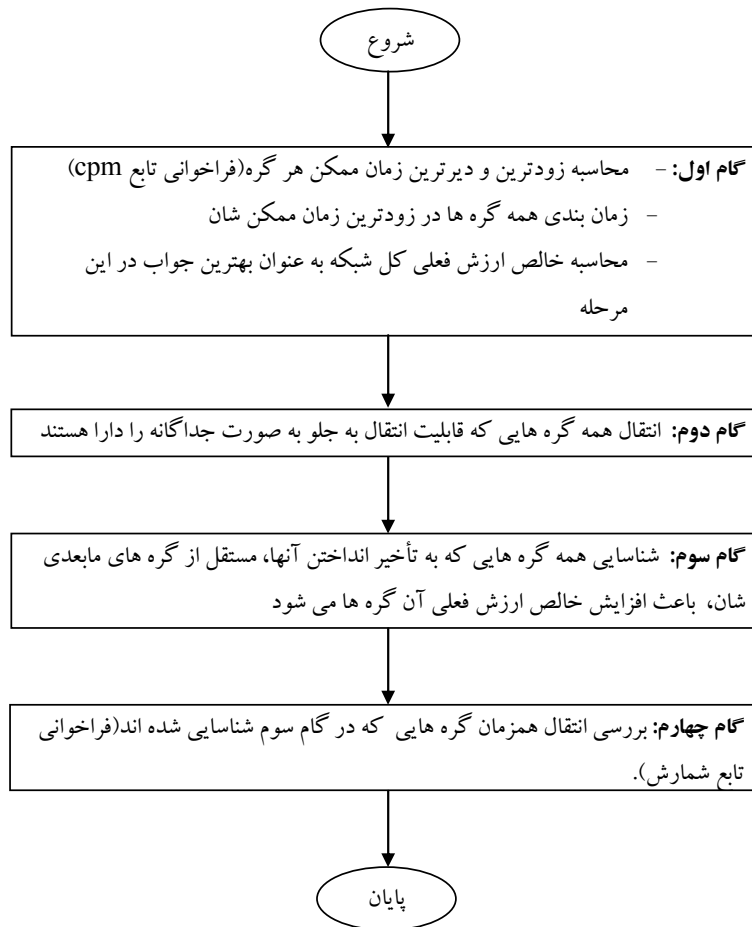 شروع
گام اول: – محاسبه زودترین و دیرترین زمان ممکن هر گره(فراخوانی تابع cpm)
– زمان بندی همه گره ها در زودترین زمان ممکن شان
– محاسبه خالص ارزش فعلی کل شبکه به عنوان بهترین جواب در این
مرحله
گام دوم: انتقال همه گره هایی که قابلیت انتقال به جلو به صورت جداگانه را دارا هستند
گام سوم: شناسایی همه گره هایی که به تأخیر انداختن آنها، مستقل از گره های مابعدی
شان، باعث افزایش خالص ارزش فعلی آن گره ها می شود
گام چهارم: بررسی انتقال همزمان گره هایی که در گام سوم شناسایی شده اند(فراخوانی
تابع شمارش).
پایان